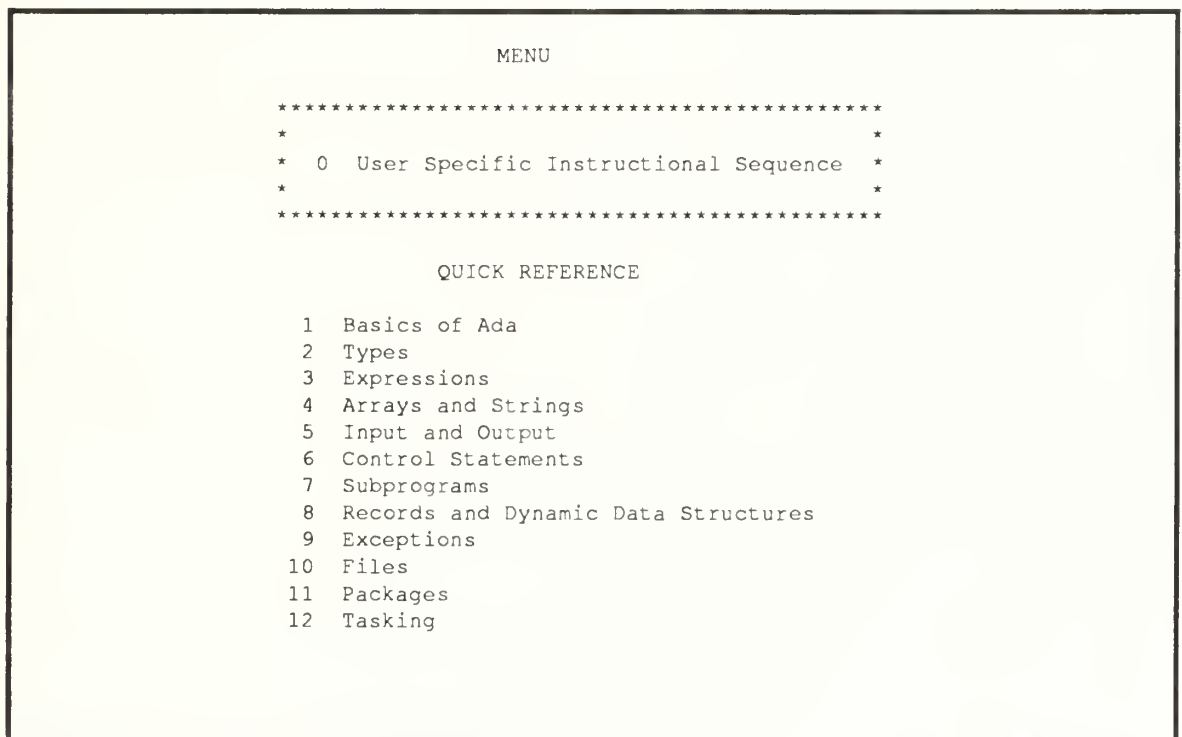 MENU
*********************************************
*                                           *
*  0  User Specific Instructional Sequence  *
*                                           *
*********************************************
QUICK REFERENCE
1  Basics of Ada
2  Types
3  Expressions
4  Arrays and Strings
5  Input and Output
6  Control Statements
7  Subprograms
8  Records and Dynamic Data Structures
9  Exceptions
10  Files
11  Packages
12  Tasking